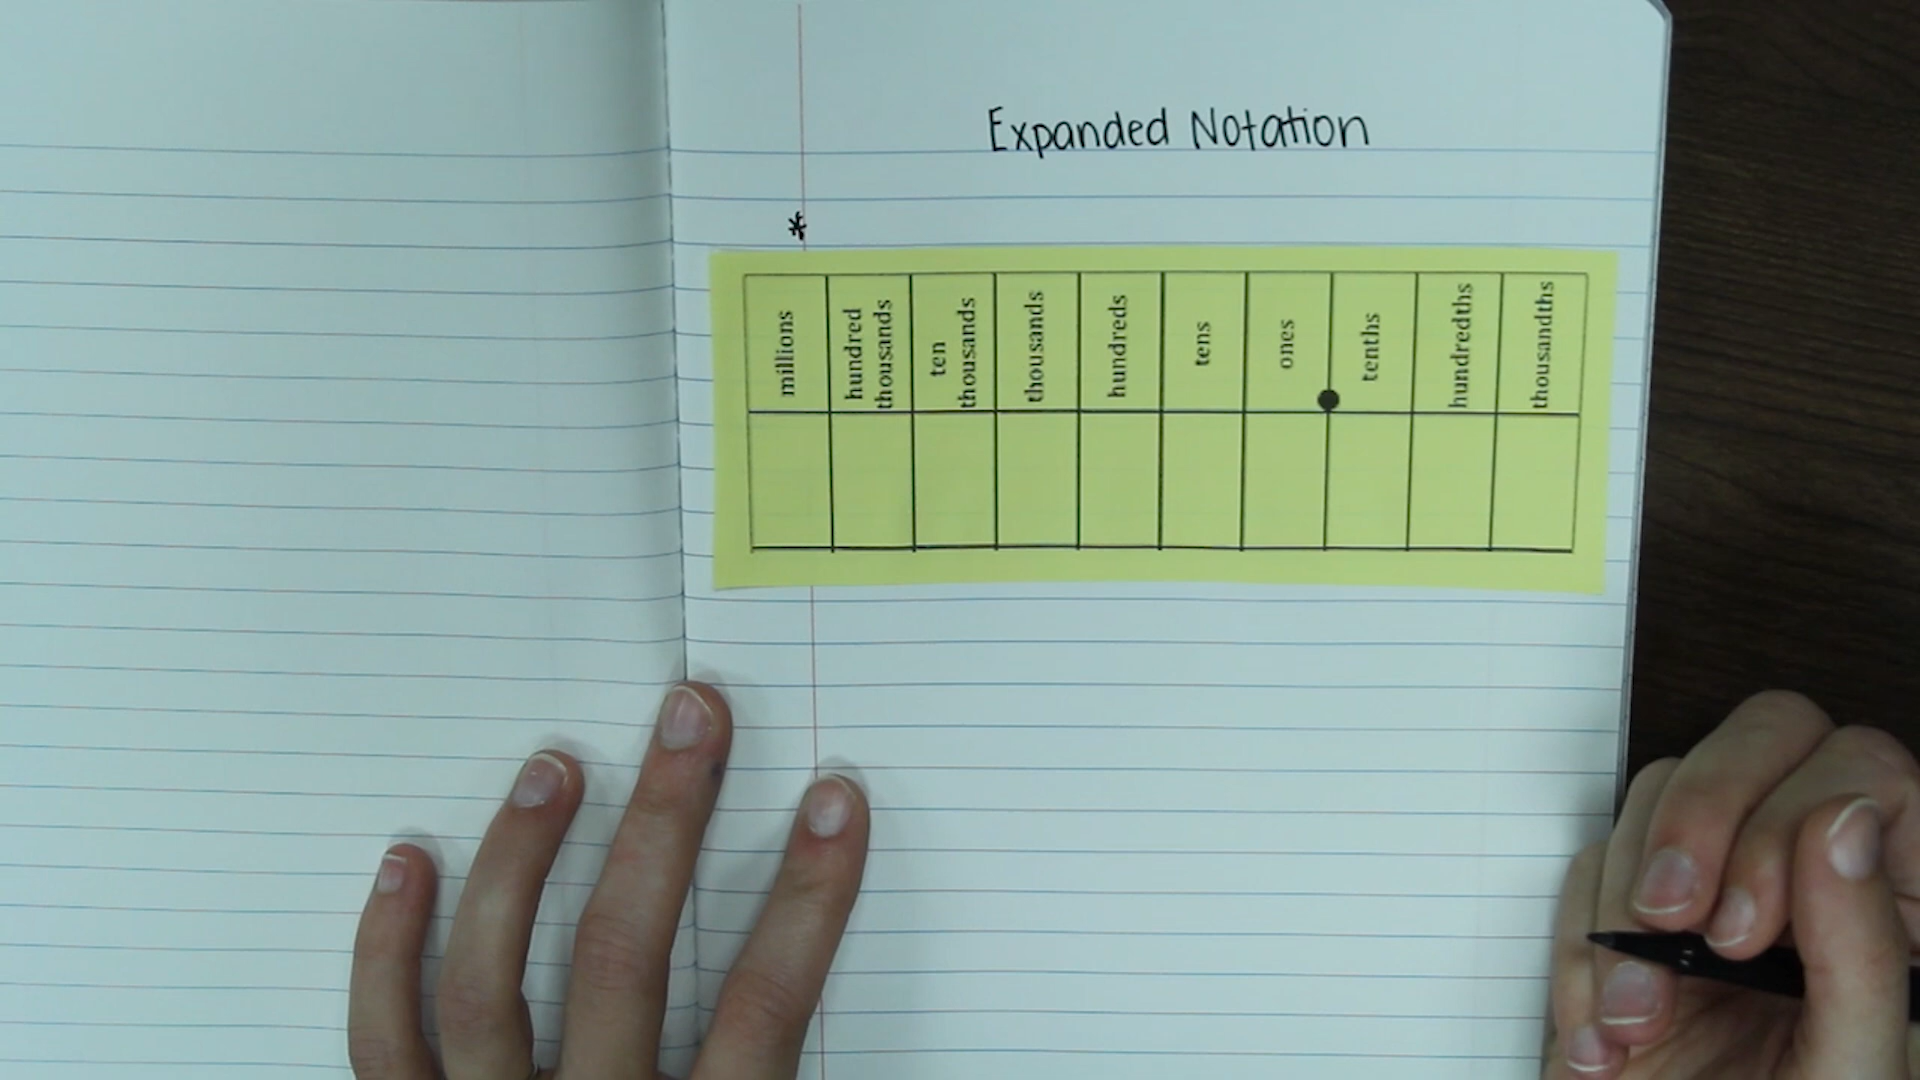 Expanded Notation
*
millions
hundred
thousands
ten
thousands
thousands
hundreds
tens
ones
tenths
hundredths
thousandths